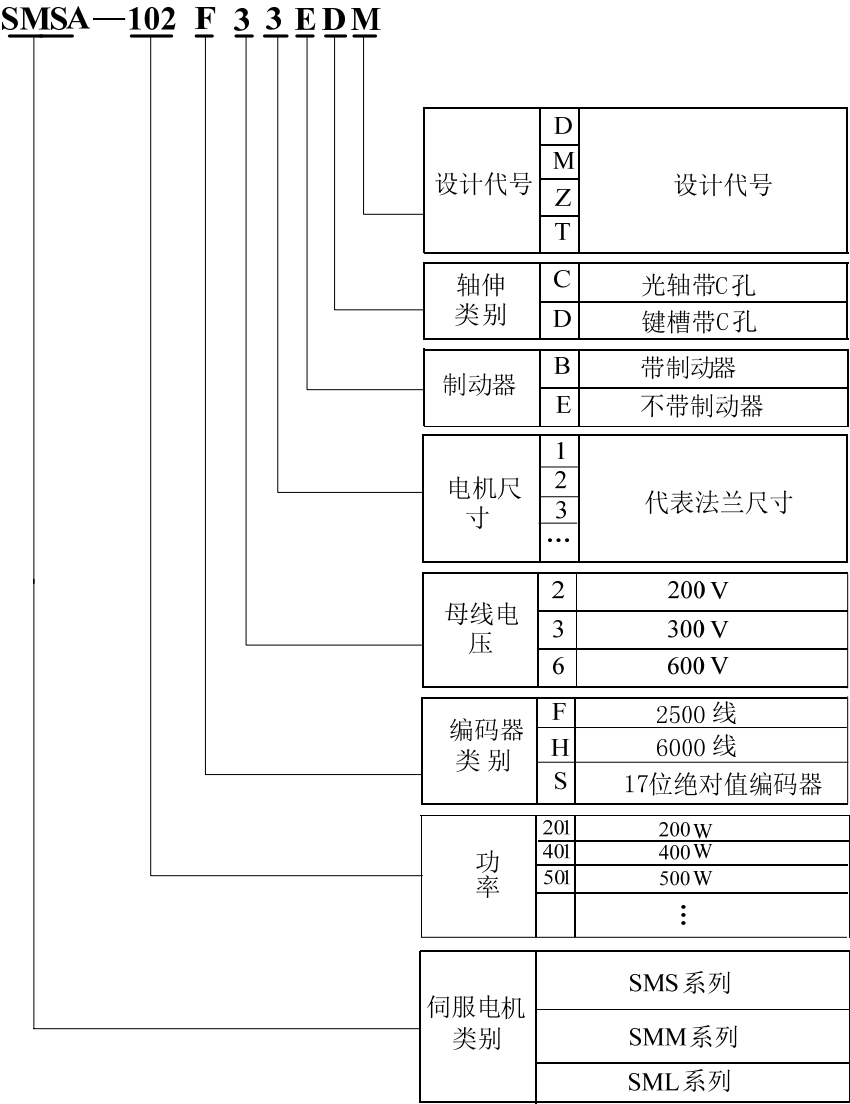 SMSA—102 F 3 3 E D M
设计代号
D
M
Z
T
设计代号
轴伸
类别
C
光轴带C孔
D
键槽带C孔
制动器
B
带制动器
E
不带制动器
电机尺
寸
1
2
3
…
代表法兰尺寸
母线电
压
2
200 V
3
300 V
6
600 V
编码器
类 别
F
2500 线
H
6000 线
S
17位绝对值编码器
功
率
201
200 W
401
400 W
501
500 W
⋮
伺服电机
类别
SMS 系列
SMM 系列
SML 系列